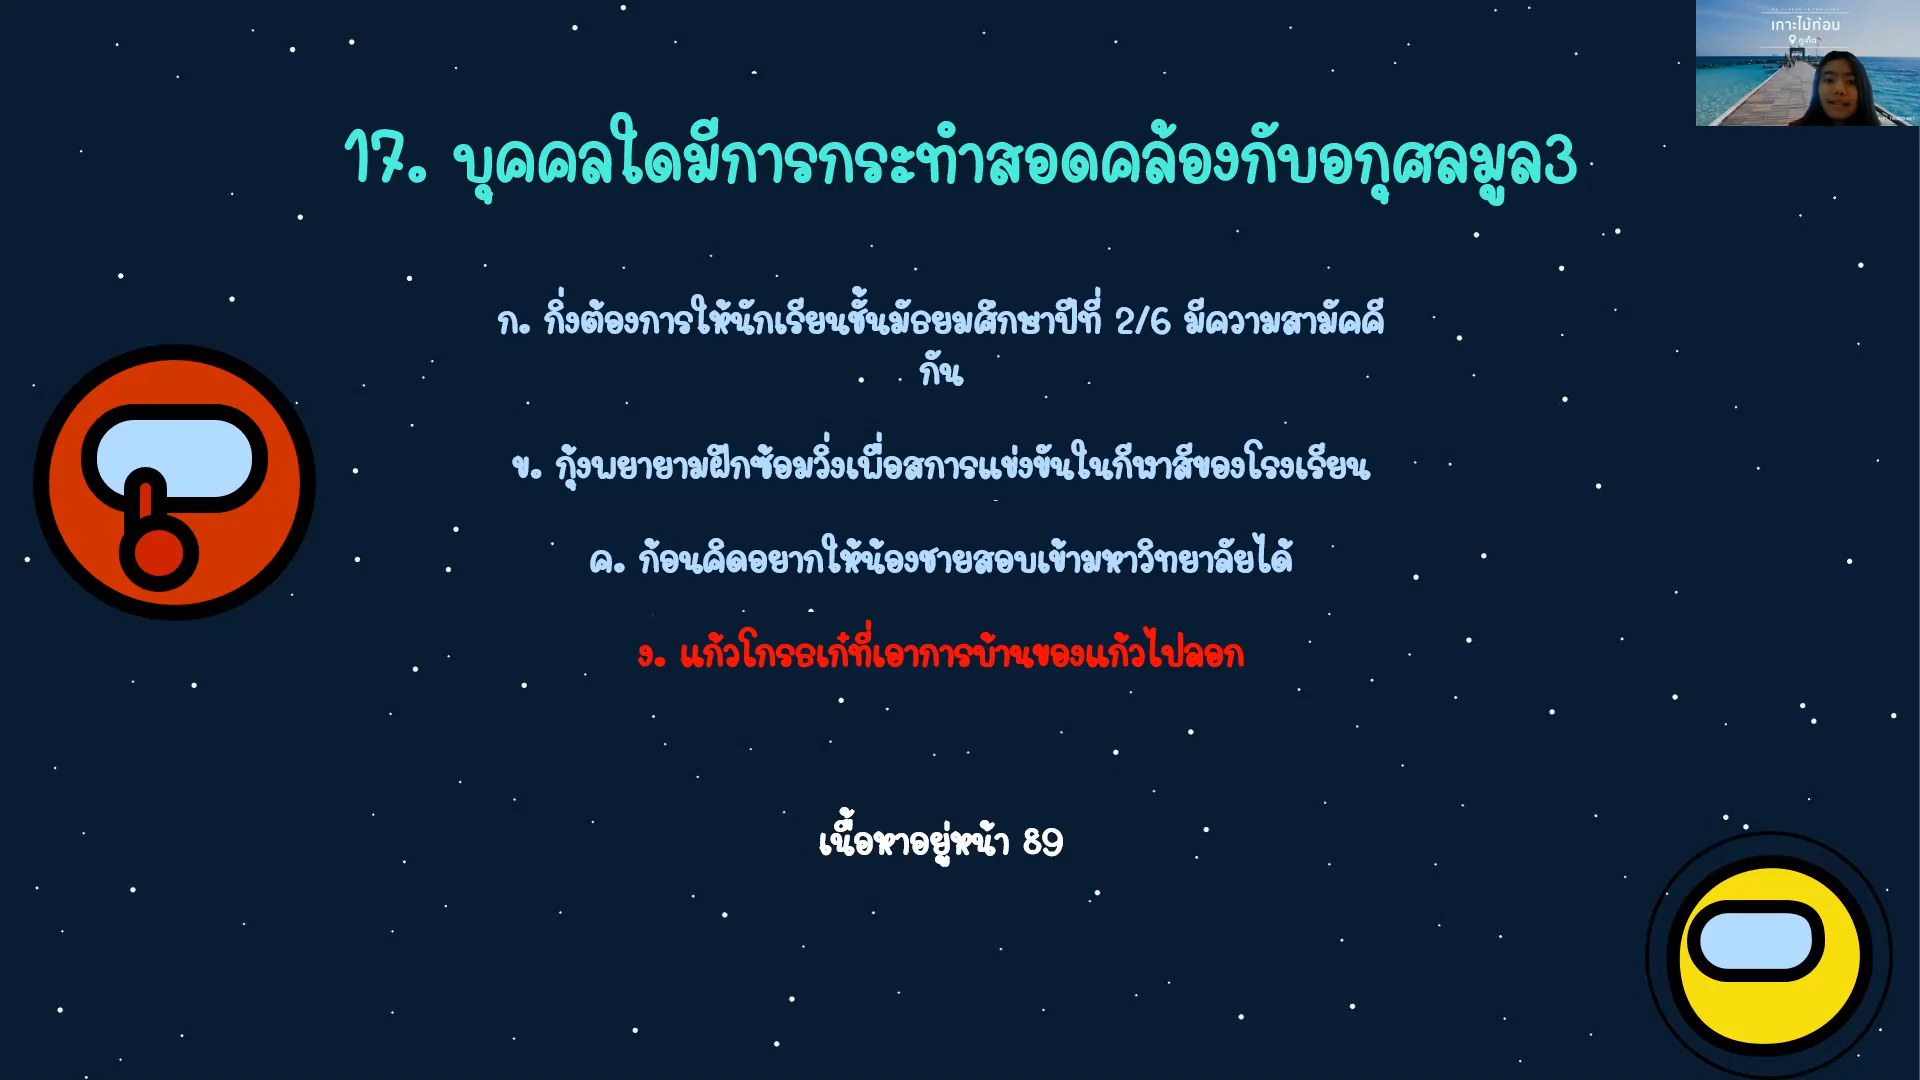 เกาะไม้ท่อน
ภูเก็ต
17. บุคคลใดมีการกระทำสอดคล้องกับอกุศลมูล3
ก. กิ่งต้องการให้นักเรียนชั้นมัธยมศึกษาปีที่ 2/6 มีความสามัคคี
กัน
ข. กุ้งพยายามฝึกซ้อมวิ่งเพื่อสการแข่งขันในกีฬาสีของโรงเรียน
ค. ก้อนคิดอยากให้น้องชายสอบเข้ามหาวิทยาลัยได้
ง. แก้วโกรธเก๋ที่เอาการบ้านของแก้วไปลอก
เนื้อหาอยู่หน้า 89